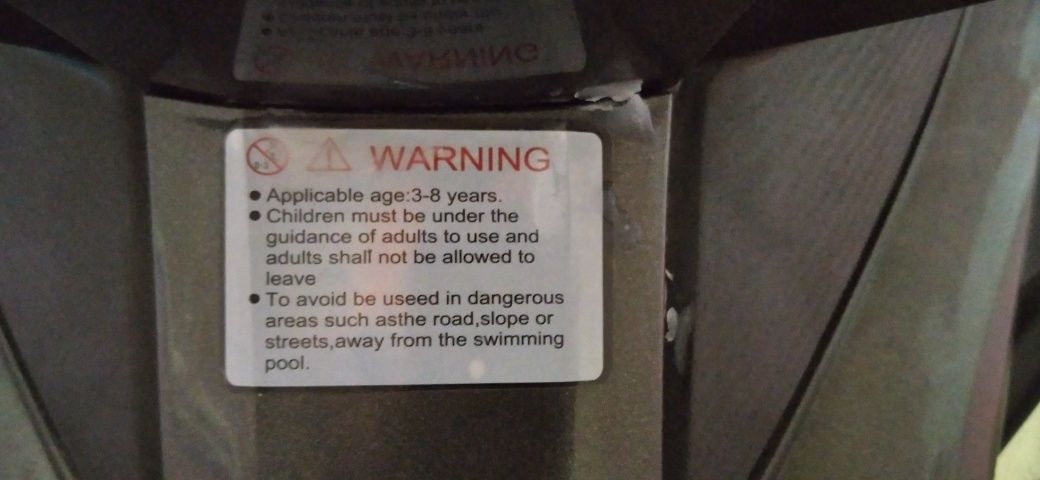 WARNING
● Applicable age:3-8 years.
● Children must be under the
guidance of adults to use and
adults shall not be allowed to
leave
● To avoid be useed in dangerous
areas such asthe road,slope or
streets,away from the swimming
pool.